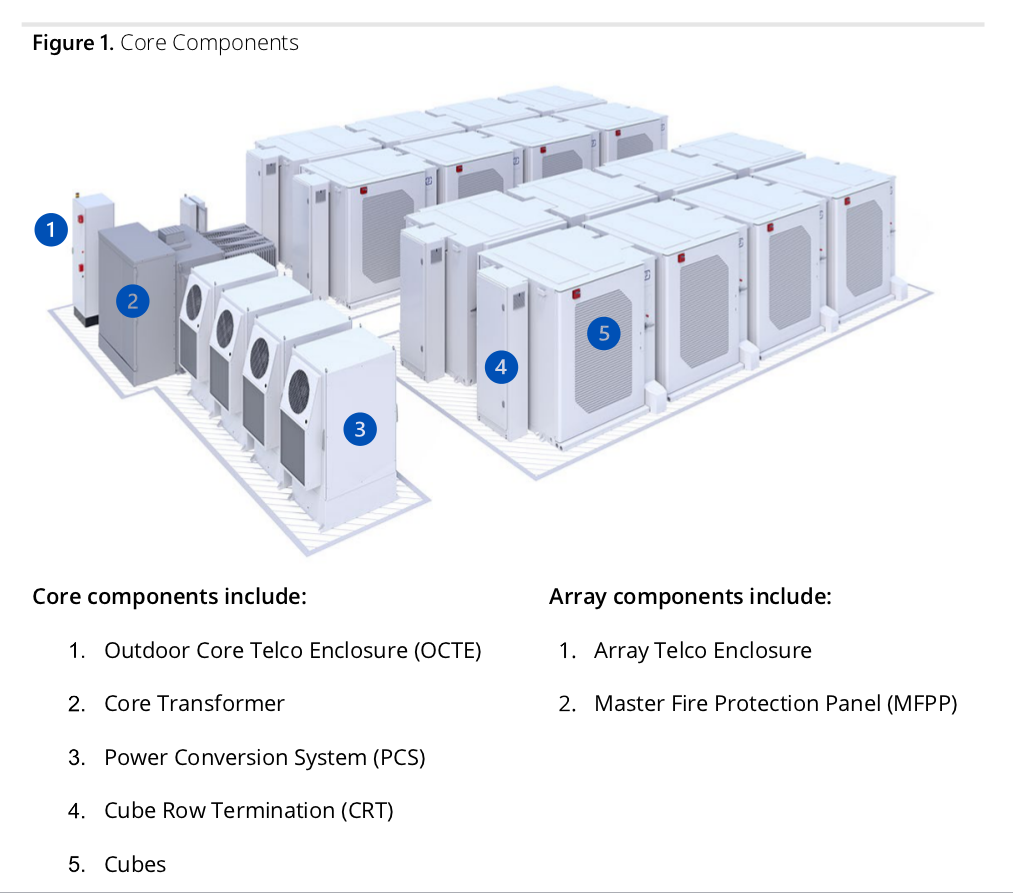 Figure 1. Core Components
1
2
3
4
5
Core components include:
1. Outdoor Core Telco Enclosure (OCTE)
2. Core Transformer
3. Power Conversion System (PCS)
4. Cube Row Termination (CRT)
5. Cubes
Array components include:
1. Array Telco Enclosure
2. Master Fire Protection Panel (MFPP)